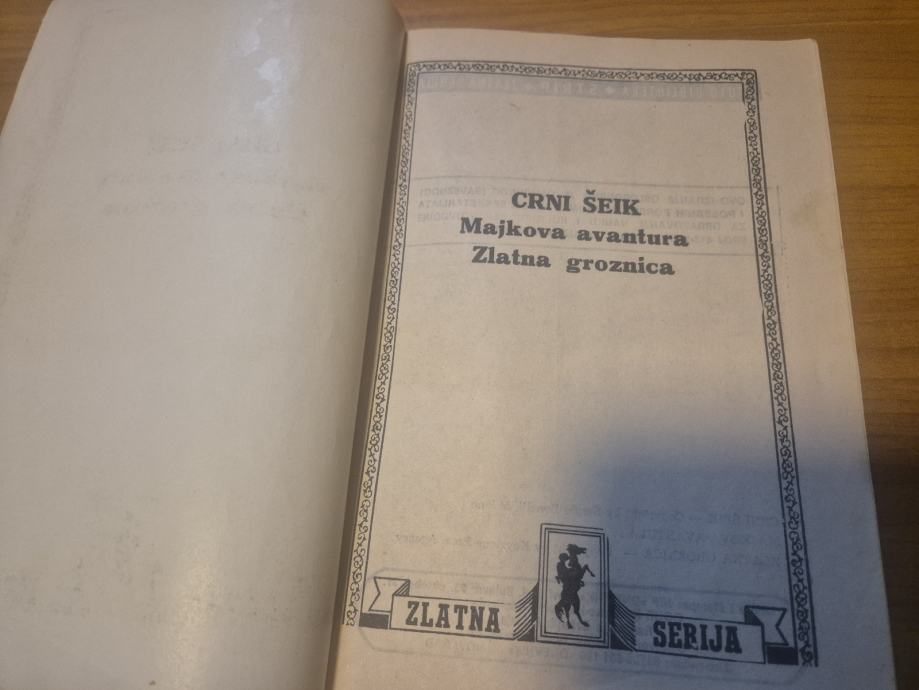 CRNI ŠEIK
Majkova avantura
Zlatna groznica
ZLATNA SERIJA